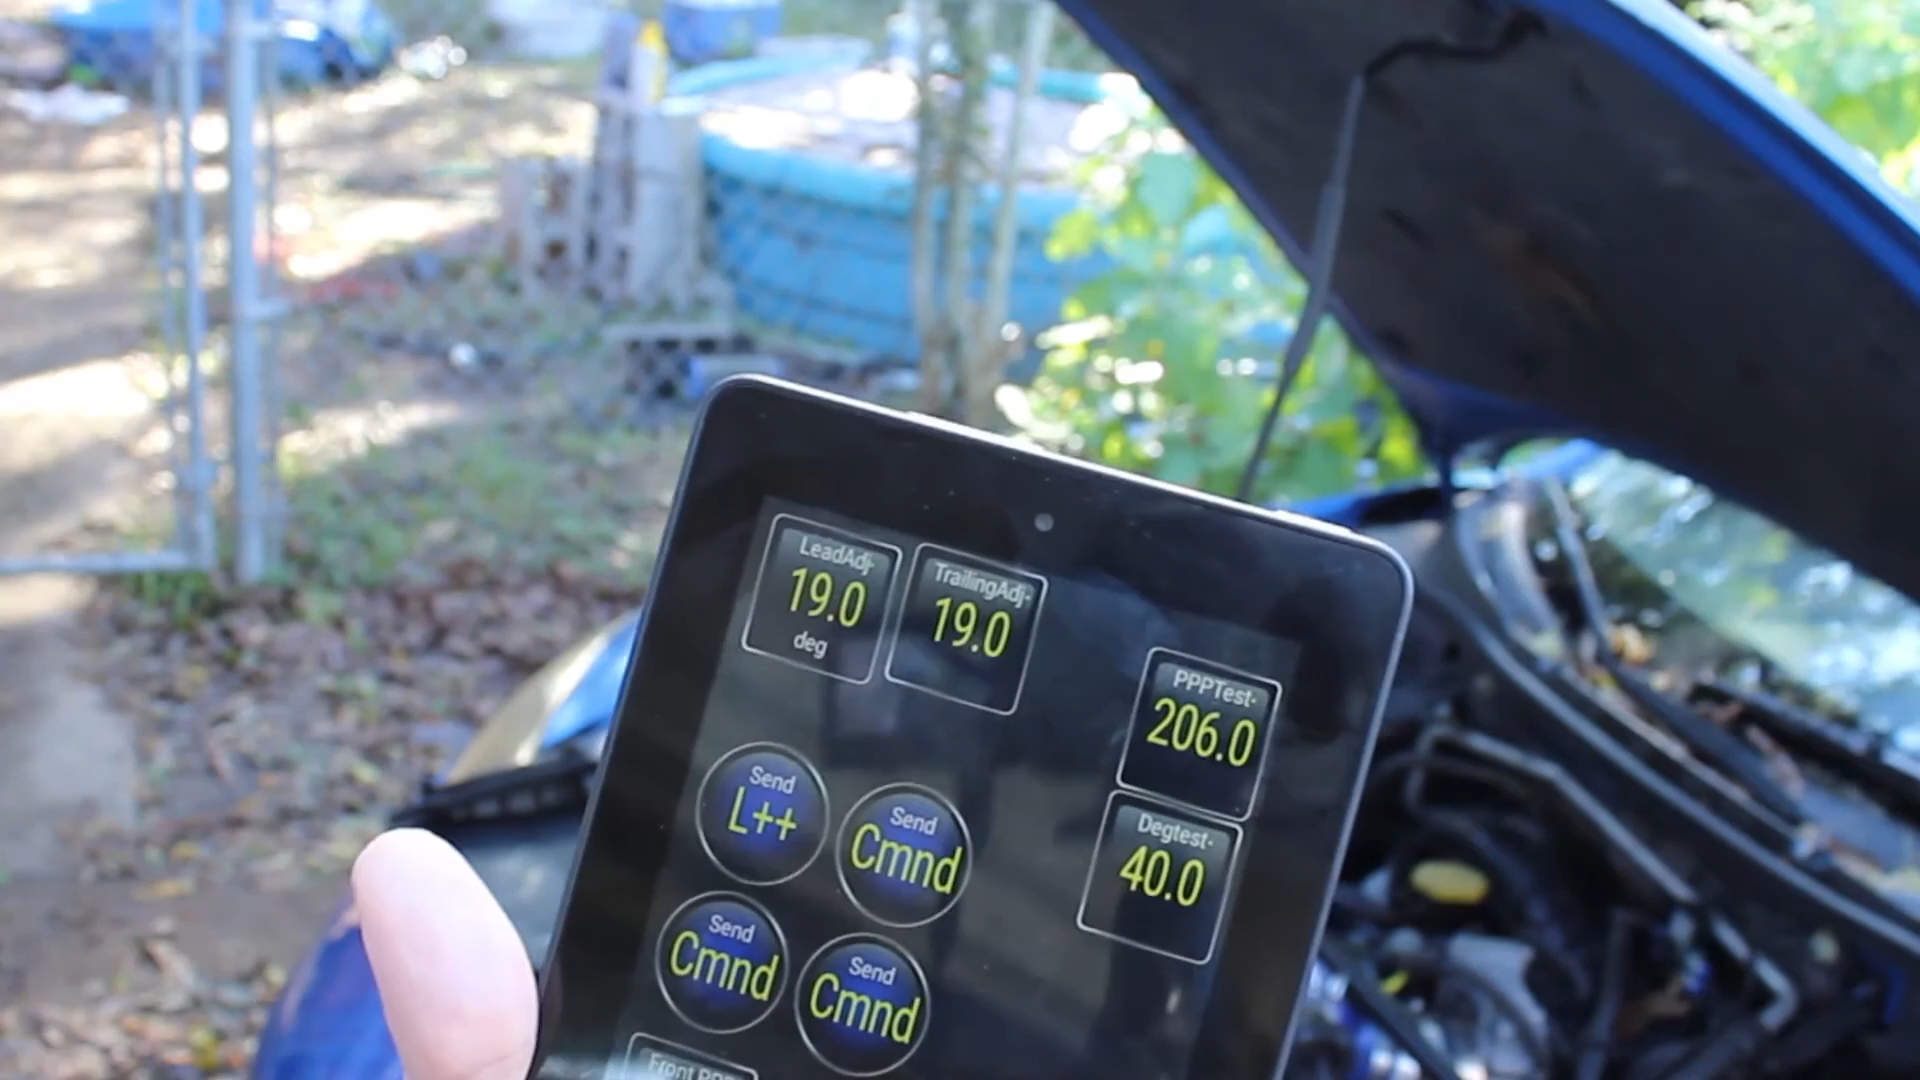 LeadAdj-
19.0
deg
TrailingAdj-
19.0
PPPTest-
206.0
Degtest-
40.0
Send
L++
Send
Cmnd
Send
Cmnd
Send
Cmnd
Front